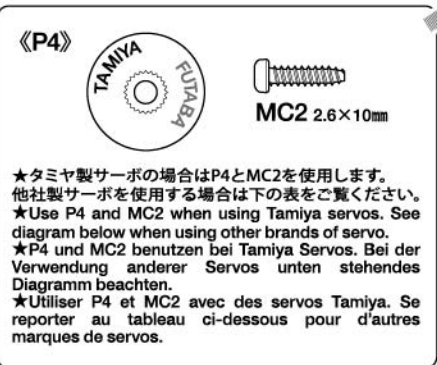 《P4》
TAMIYA
FUTABA
MC2 2.6×10㎜
★タミヤ製サーボの場合はP4とMC2を使用します。
他社製サーボを使用する場合は下の表をご覧ください。
★Use P4 and MC2 when using Tamiya servos. See
diagram below when using other brands of servo.
★P4 und MC2 benutzen bei Tamiya Servos. Bei der
Verwendung anderer Servos unten stehendes
Diagramm beachten.
★Utiliser P4 et MC2 avec des servos Tamiya. Se
reporter au tableau ci-dessous pour d'autres
marques de servos.